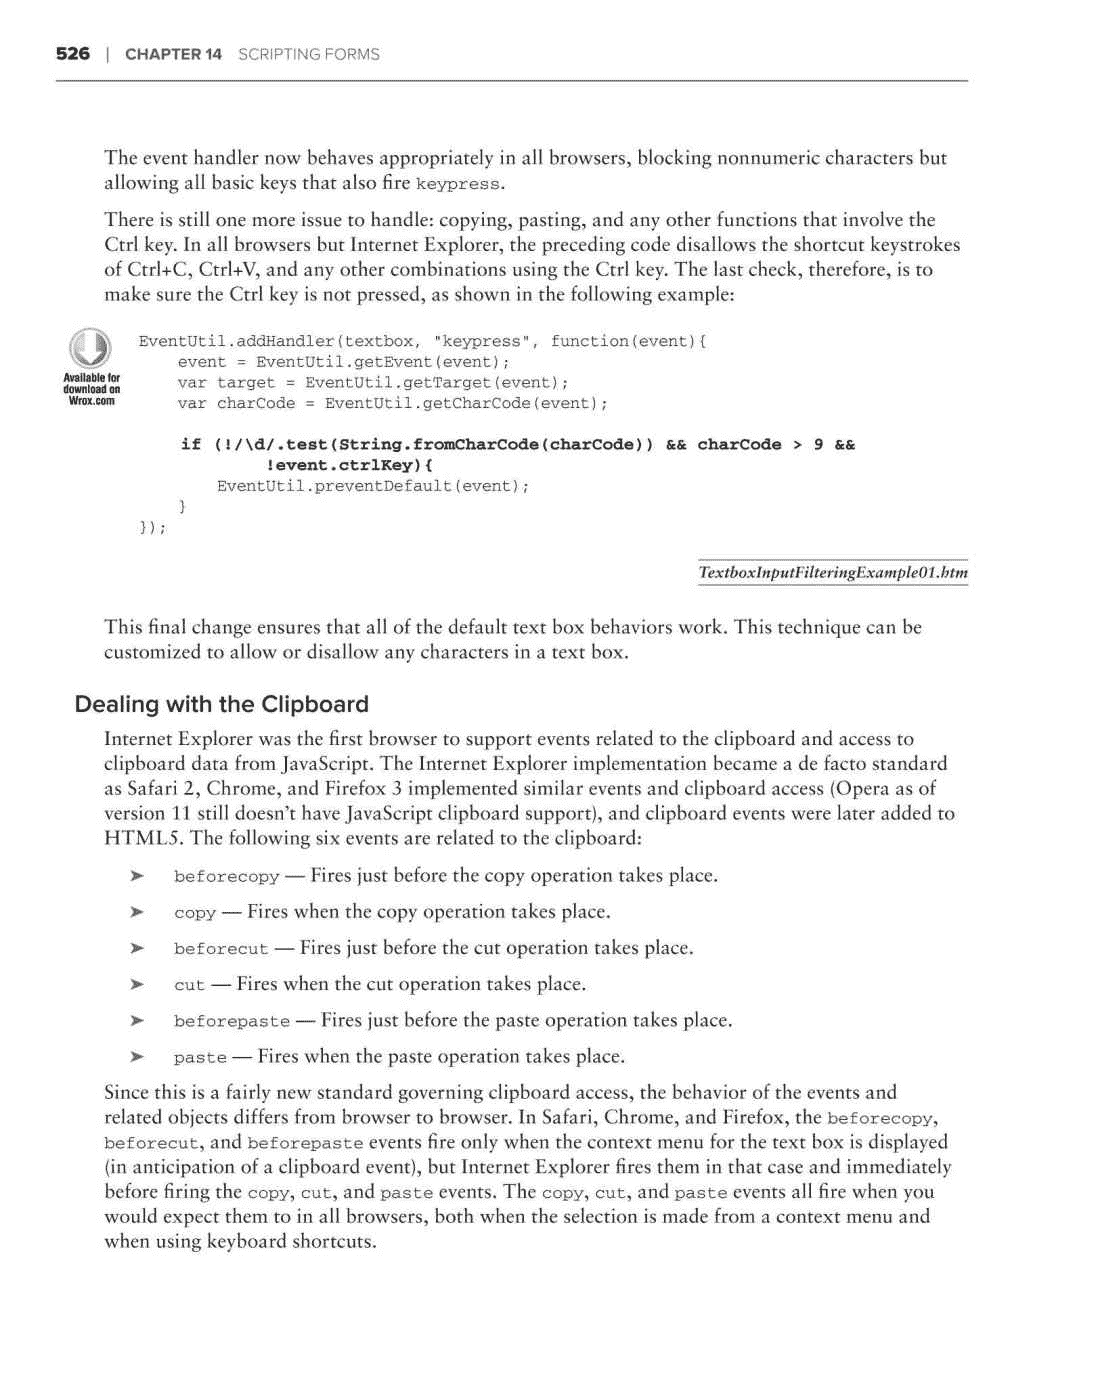 526 | CHAPTER 14 SCRIPTING FORMS
The event handler now behaves appropriately in all browsers, blocking nonnumeric characters but
allowing all basic keys that also fire keypress.
There is still one more issue to handle: copying, pasting, and any other functions that involve the
Ctrl key. In all browsers but Internet Explorer, the preceding code disallows the shortcut keystrokes
of Ctrl+C, Ctrl+V, and any other combinations using the Ctrl key. The last check, therefore, is to
make sure the Ctrl key is not pressed, as shown in the following example:
Available for
download on
Wrox.com
EventUtil.addHandler(textbox, "keypress", function(event){
    event = EventUtil.getEvent(event);
    var target = EventUtil.getTarget(event);
    var charCode = EventUtil.getCharCode(event);
    if (!/\d/.test(String.fromCharCode(charCode)) && charCode > 9 &&
            !event.ctrlKey){
        EventUtil.preventDefault(event);
    }
});
TextboxInputFilteringExample01.htm
This final change ensures that all of the default text box behaviors work. This technique can be
customized to allow or disallow any characters in a text box.
Dealing with the Clipboard
Internet Explorer was the first browser to support events related to the clipboard and access to
clipboard data from JavaScript. The Internet Explorer implementation became a de facto standard
as Safari 2, Chrome, and Firefox 3 implemented similar events and clipboard access (Opera as of
version 11 still doesn't have JavaScript clipboard support), and clipboard events were later added to
HTML5. The following six events are related to the clipboard:
➤ beforecopy — Fires just before the copy operation takes place.
➤ copy — Fires when the copy operation takes place.
➤ beforecut — Fires just before the cut operation takes place.
➤ cut — Fires when the cut operation takes place.
➤ beforepaste — Fires just before the paste operation takes place.
➤ paste — Fires when the paste operation takes place.
Since this is a fairly new standard governing clipboard access, the behavior of the events and
related objects differs from browser to browser. In Safari, Chrome, and Firefox, the beforecopy,
beforecut, and beforepaste events fire only when the context menu for the text box is displayed
(in anticipation of a clipboard event), but Internet Explorer fires them in that case and immediately
before firing the copy, cut, and paste events. The copy, cut, and paste events all fire when you
would expect them to in all browsers, both when the selection is made from a context menu and
when using keyboard shortcuts.